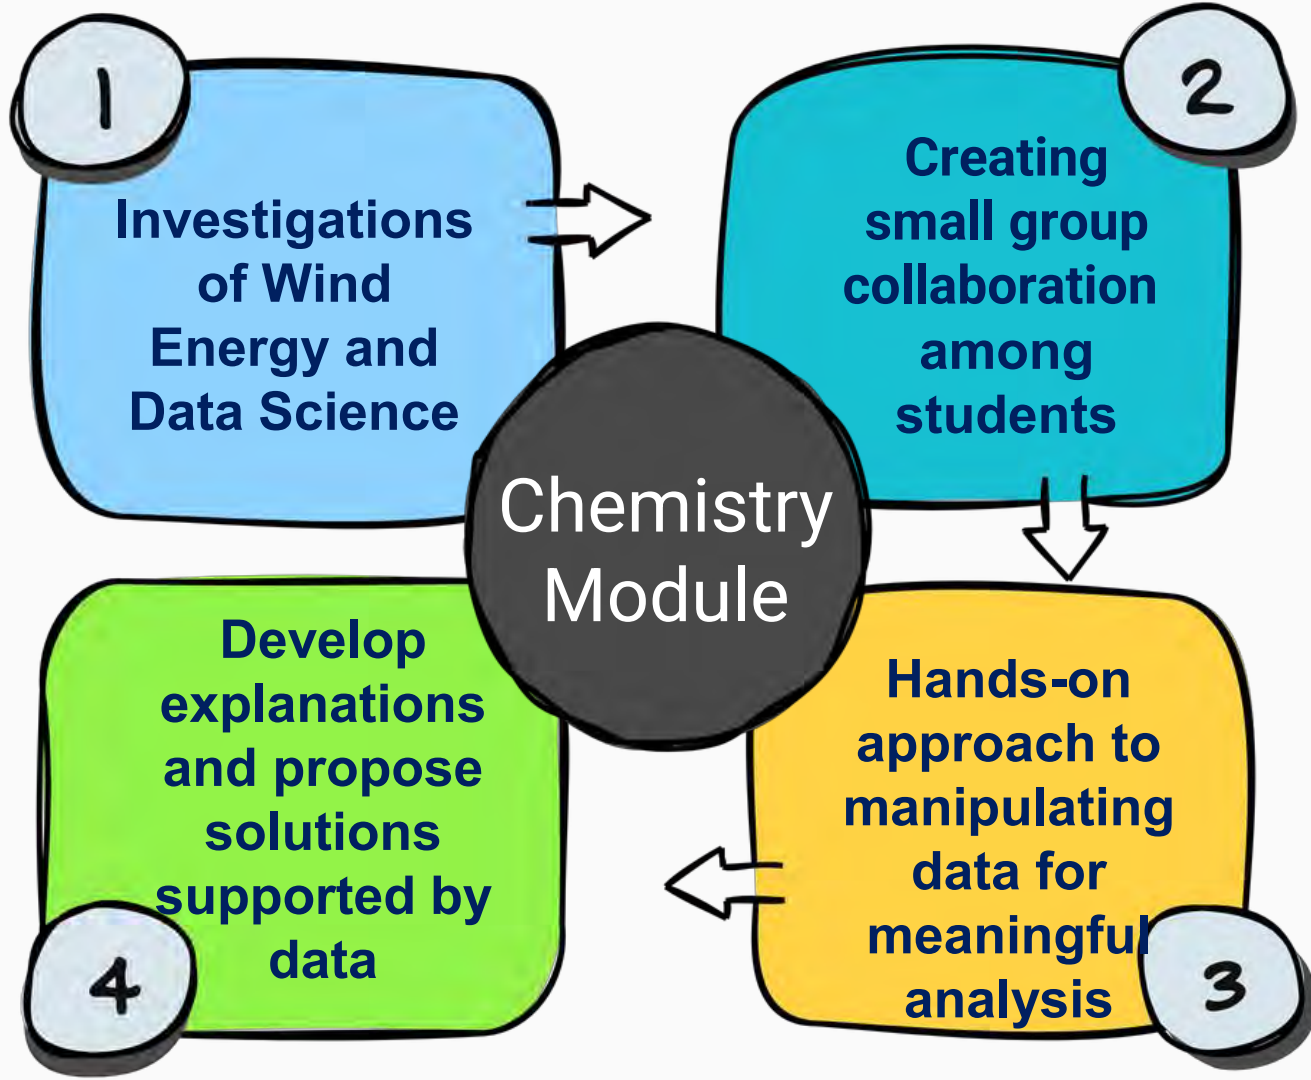 1
Investigations
of Wind
Energy and
Data Science
2
Creating
small group
collaboration
among
students
Chemistry
Module
3
Hands-on
approach to
manipulating
data for
meaningful
analysis
4
Develop
explanations
and propose
solutions
supported by
data